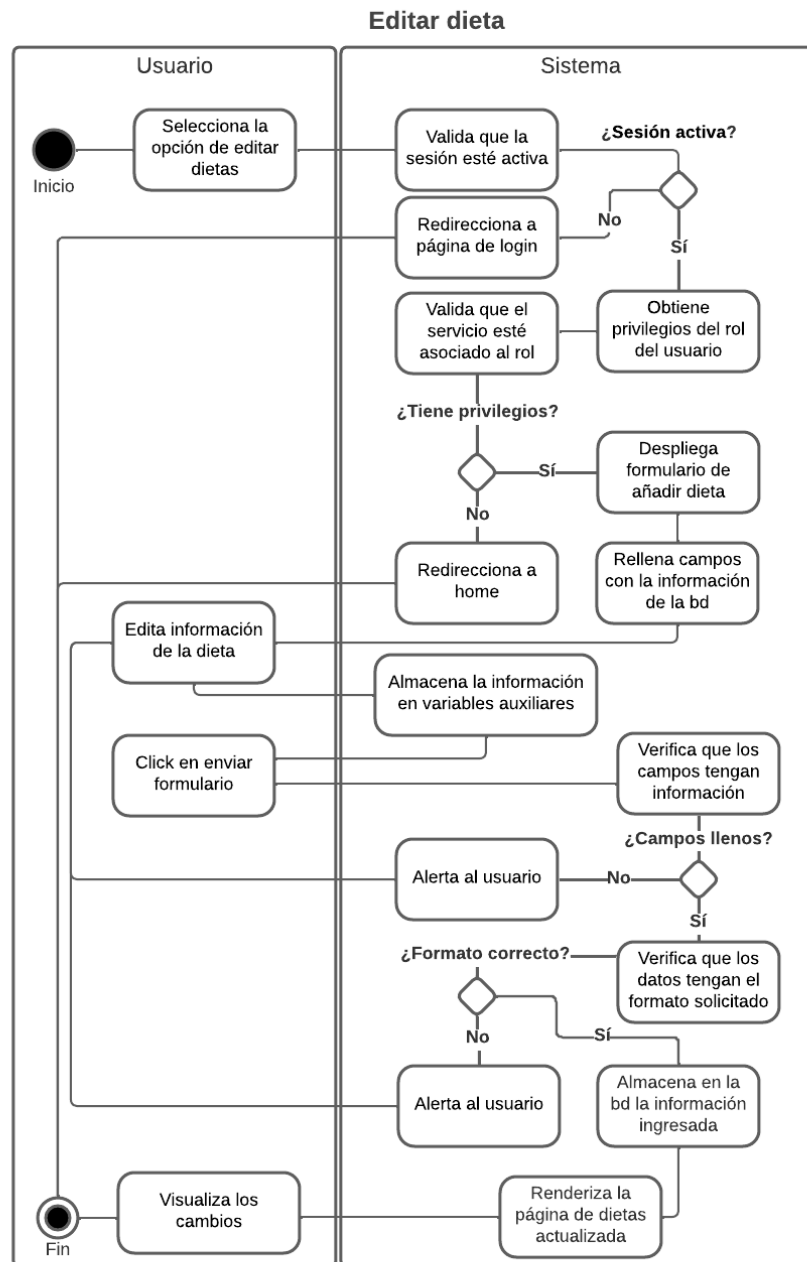 Editar dieta
Usuario
Sistema
Selecciona la
opción de editar
dietas
Inicio
Valida que la
sesión esté activa
¿Sesión activa?
No
Sí
Redirecciona a
página de login
Obtiene
privilegios del rol
del usuario
Valida que el
servicio esté
asociado al rol
¿Tiene privilegios?
Sí
No
Despliega
formulario de
añadir dieta
Redirecciona a
home
Rellena campos
con la información
de la bd
Edita información
de la dieta
Almacena la información
en variables auxiliares
Click en enviar
formulario
Verifica que los
campos tengan
información
¿Campos llenos?
No
Sí
Alerta al usuario
Verifica que los
datos tengan el
formato solicitado
¿Formato correcto?
No
Sí
Alerta al usuario
Almacena en la
bd la información
ingresada
Renderiza la
página de dietas
actualizada
Visualiza los
cambios
Fin